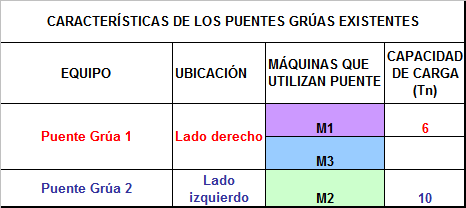 CARACTERÍSTICAS DE LOS PUENTES GRÚAS EXISTENTES
EQUIPO UBICACIÓN MÁQUINAS QUE UTILIZAN PUENTE CAPACIDAD DE CARGA (Tn)
Puente Grúa 1 Lado derecho M1 6
M3
Puente Grúa 2 Lado izquierdo M2 10